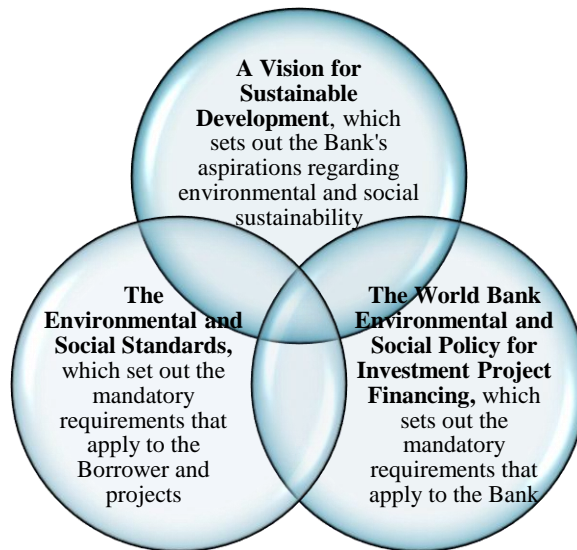 A Vision for
Sustainable
Development, which
sets out the Bank's
aspirations regarding
environmental and social
sustainability
The
Environmental and
Social Standards,
which set out the
mandatory
requirements that
apply to the
Borrower and
projects
The World Bank
Environmental and
Social Policy for
Investment Project
Financing, which
sets out the
mandatory
requirements that
apply to the Bank